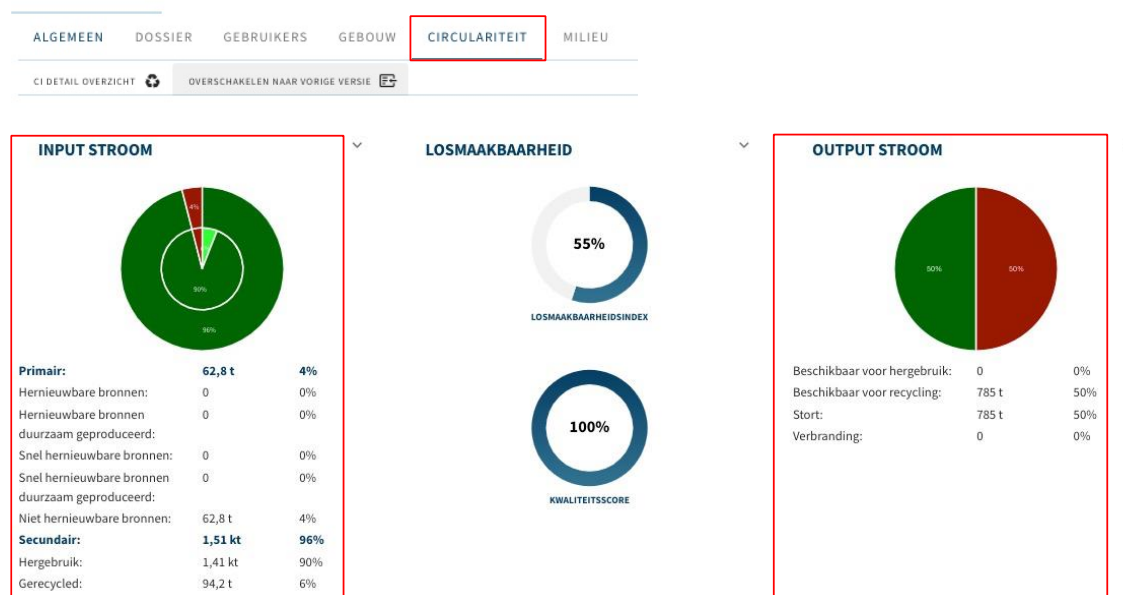 ALGEMEEN DOSSIER GEBRUIKERS GEBOUW CIRCULARITEIT MILIEU
CI DETAIL OVERZICHT OVERSCHAKELEN NAAR VORIGE VERSIE
INPUT STROOM
4%
90%
96%
Primair: 62,8 t 4%
Hernieuwbare bronnen: 0 0%
Hernieuwbare bronnen 0 0%
duurzaam geproduceerd:
Snel hernieuwbare bronnen: 0 0%
Snel hernieuwbare bronnen 0 0%
duurzaam geproduceerd:
Niet hernieuwbare bronnen: 62,8 t 4%
Secundair: 1,51 kt 96%
Hergebruik: 1,41 kt 90%
Gerecycled: 94,2 t 6%
LOSMAAKBAARHEID
55%
LOSMAAKBAARHEIDSINDEX
100%
KWALITEITSSCORE
OUTPUT STROOM
50% 50%
Beschikbaar voor hergebruik: 0 0%
Beschikbaar voor recycling: 785 t 50%
Stort: 785 t 50%
Verbranding: 0 0%